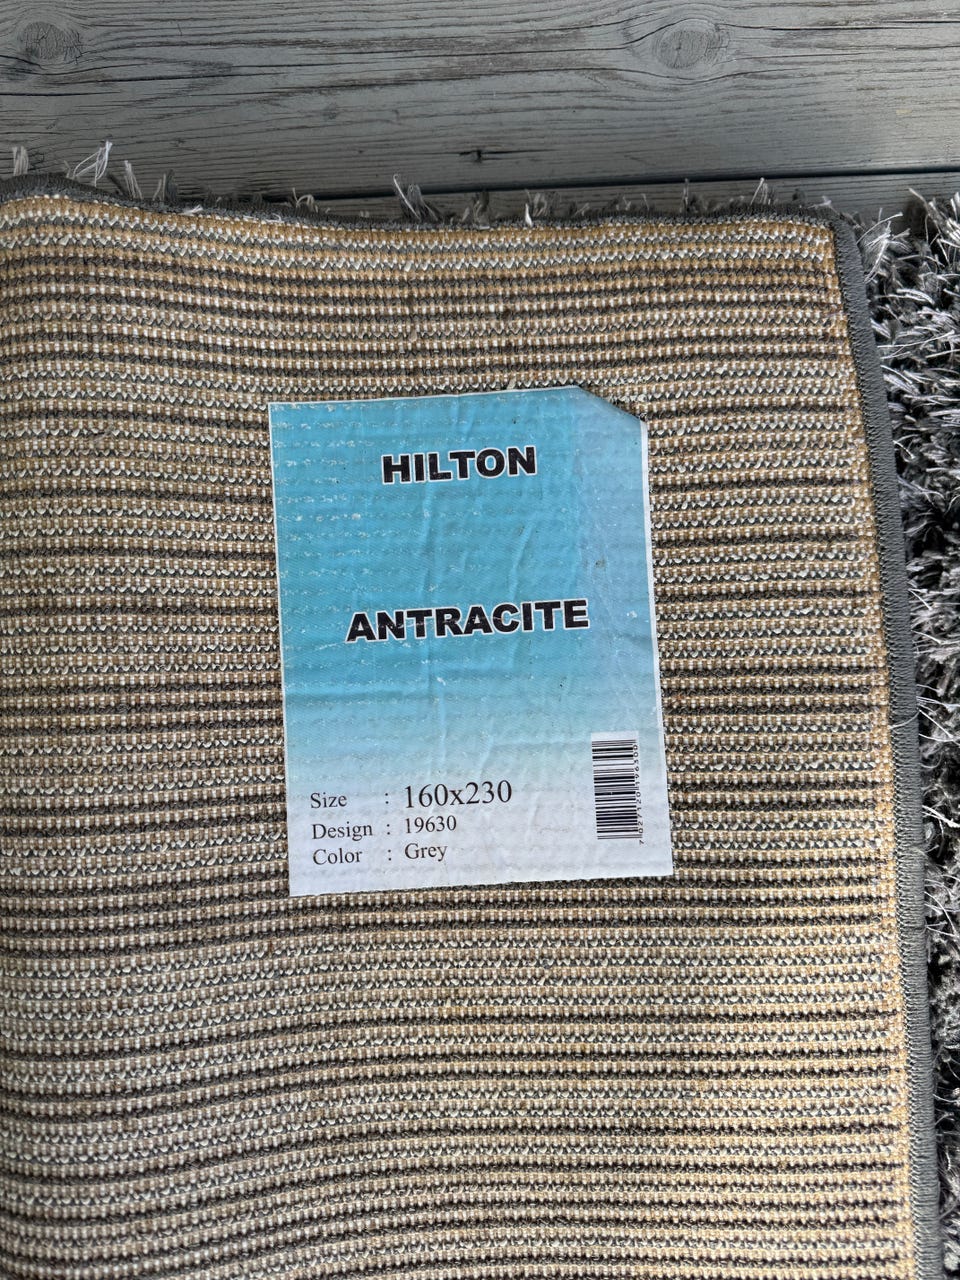 HILTON
ANTRACITE
Size : 160x230
Design : 19630
Color : Grey